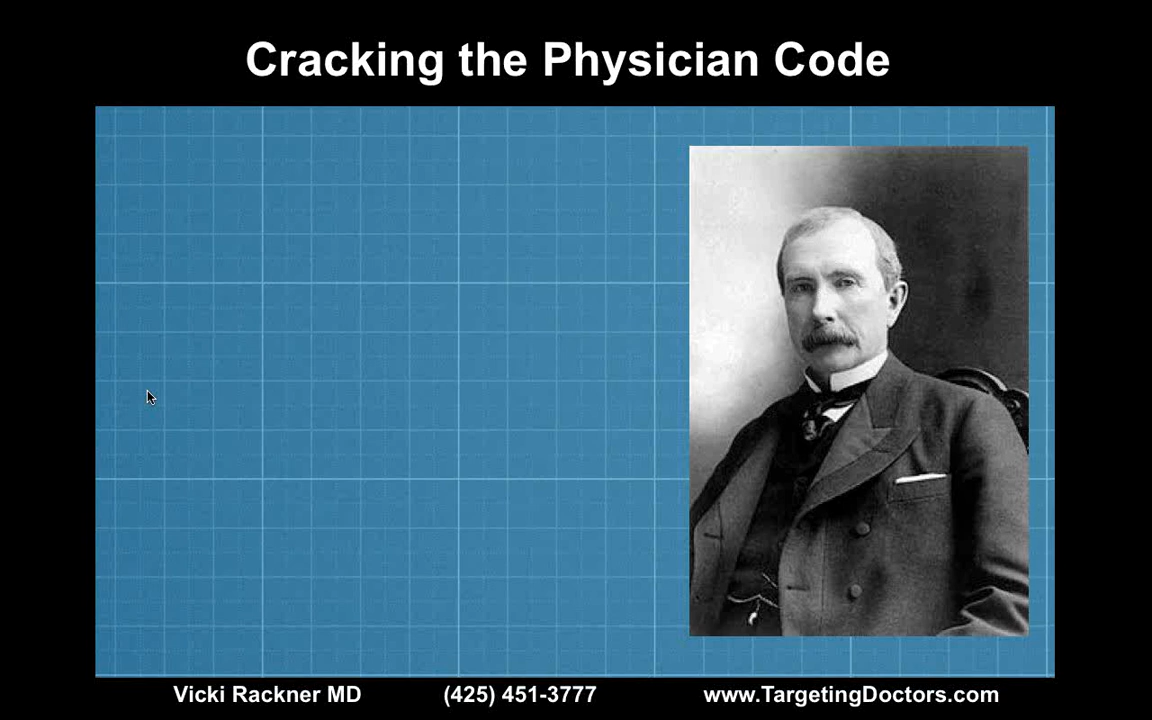 Cracking the Physician Code
Vicki Rackner MD (425) 451-3777 www.TargetingDoctors.com